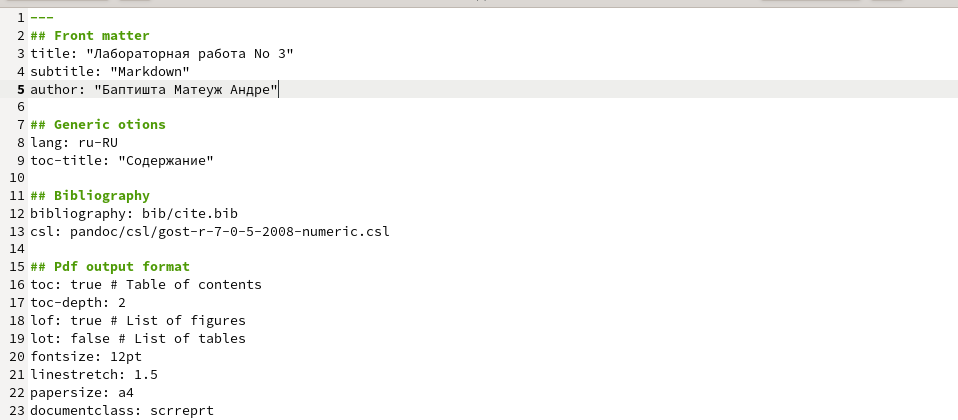 1 ---
2 ## Front matter
3 title: "Лабораторная работа No 3"
4 subtitle: "Markdown"
5 author: "Баптишта Матеуж Андре"
6
7 ## Generic otions
8 lang: ru-RU
9 toc-title: "Содержание"
10
11 ## Bibliography
12 bibliography: bib/cite.bib
13 csl: pandoc/csl/gost-r-7-0-5-2008-numeric.csl
14
15 ## Pdf output format
16 toc: true # Table of contents
17 toc-depth: 2
18 lof: true # List of figures
19 lot: false # List of tables
20 fontsize: 12pt
21 linestretch: 1.5
22 papersize: a4
23 documentclass: scrreprt